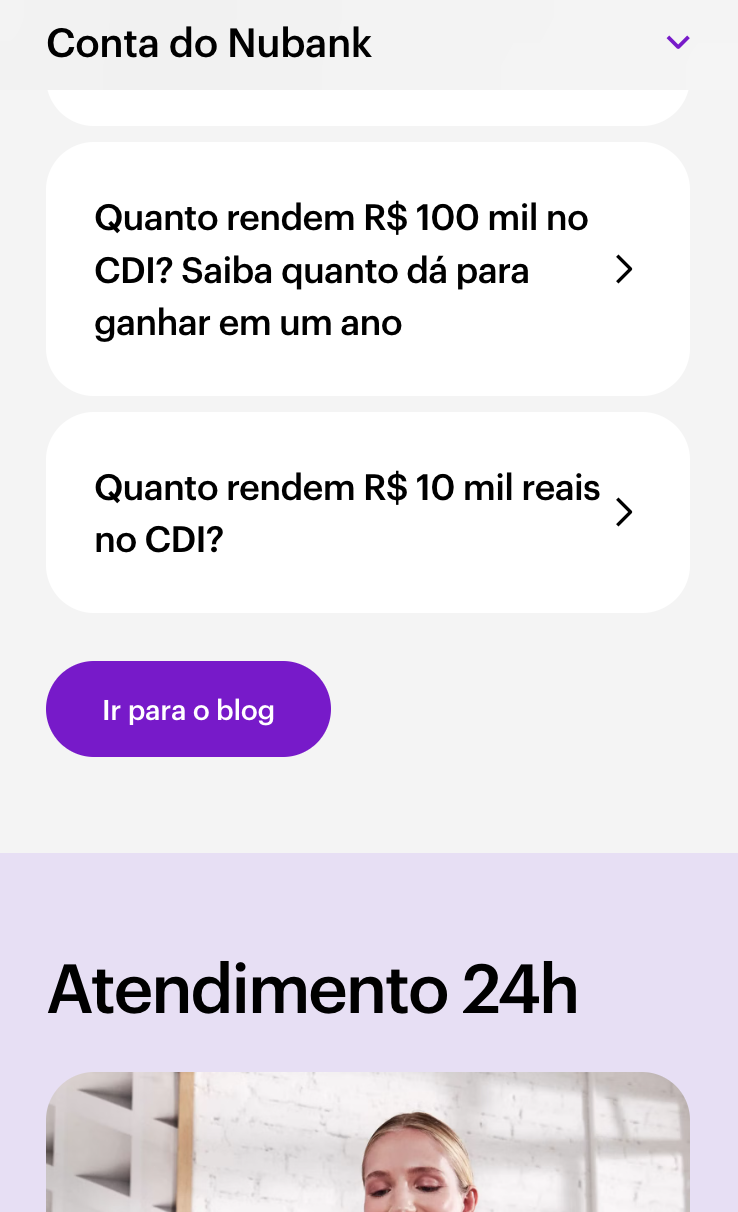 Conta do Nubank
Quanto rendem R$ 100 mil no
CDI? Saiba quanto dá para
ganhar em um ano
Quanto rendem R$ 10 mil reais
no CDI?
Ir para o blog
Atendimento 24h